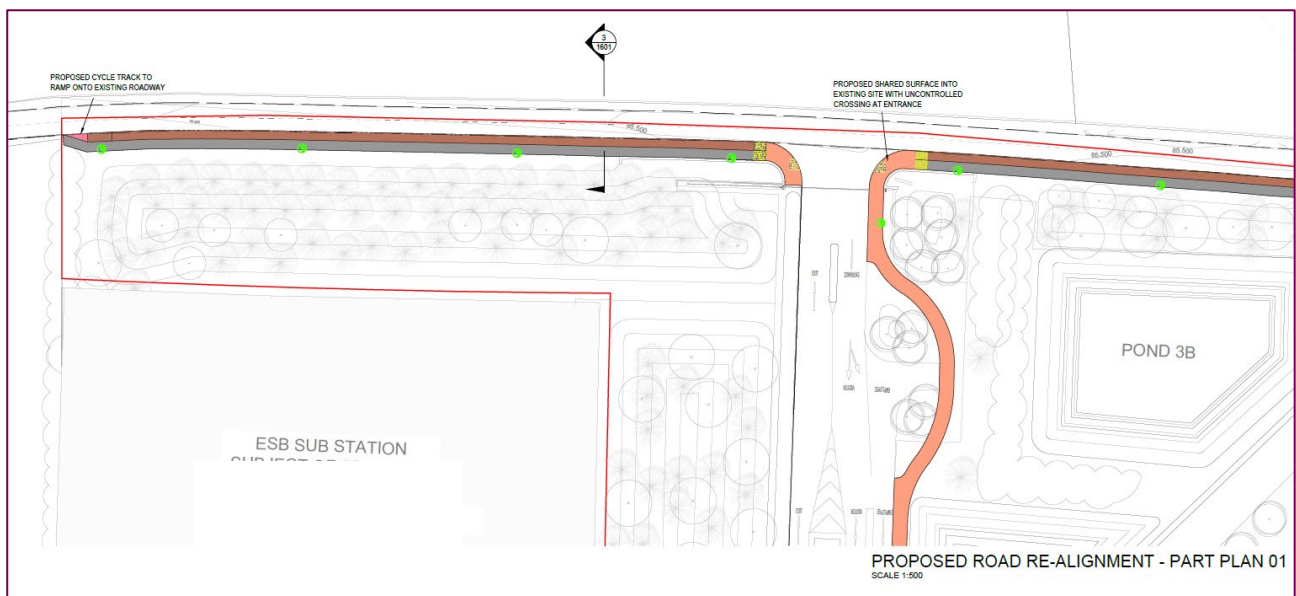 3
1601
PROPOSED CYCLE TRACK TO
RAMP ONTO EXISTING ROADWAY
PROPOSED SHARED SURFACE INTO
EXISTING SITE WITH UNCONTROLLED
CROSSING AT ENTRANCE
85.500
85.500
EXIT
POND 3B
ESB SUB STATION
EXIT
PROPOSED ROAD RE-ALIGNMENT - PART PLAN 01
SCALE 1:500